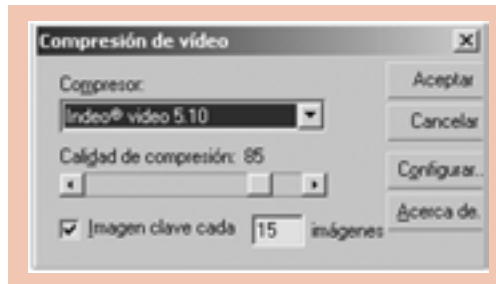 Compresión de vídeo
Compresor:
Indeo® video 5.10
Calidad de compresión: 85
Imagen clave cada 15 imágenes
Aceptar
Cancelar
Configurar..
Acerca de.